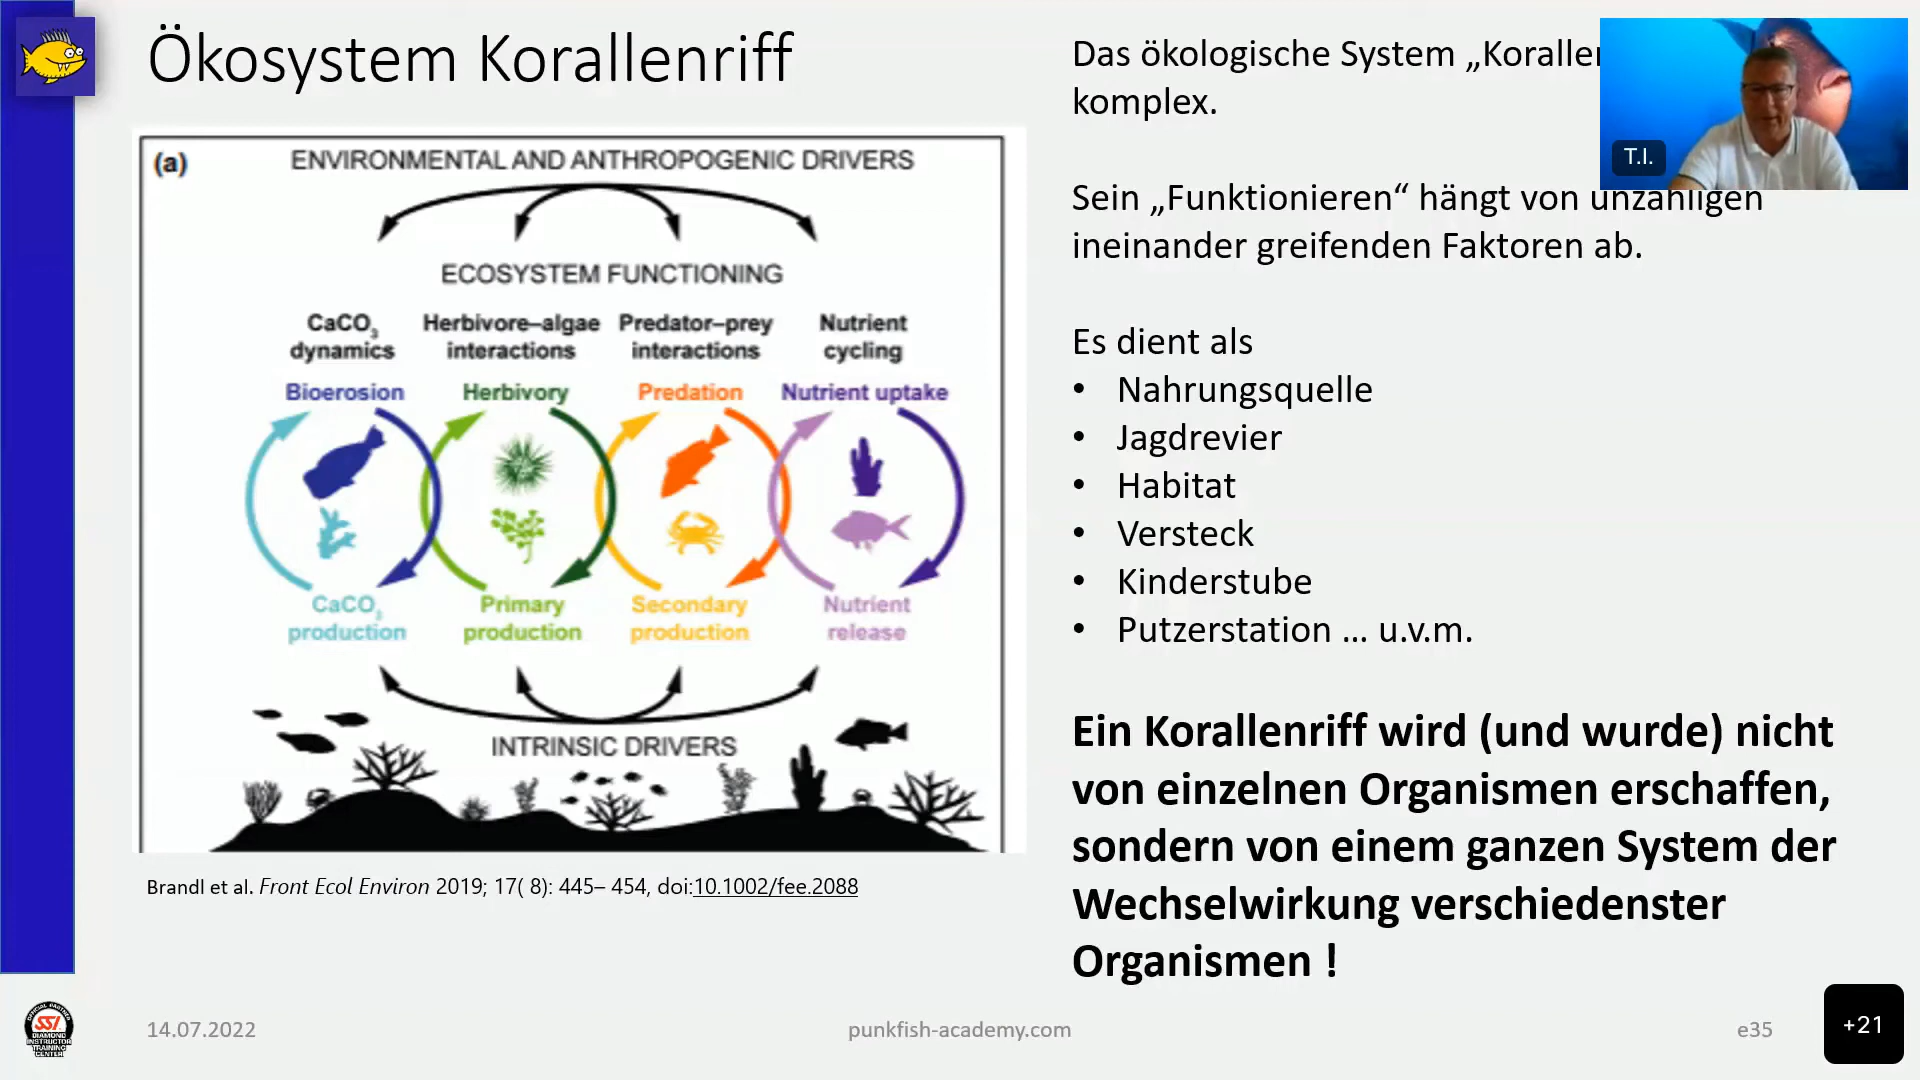 Ökosystem Korallenriff
(a)
ENVIRONMENTAL AND ANTHROPOGENIC DRIVERS
ECOSYSTEM FUNCTIONING
CaCO₃ dynamics
Herbivore–algae interactions
Predator–prey interactions
Nutrient cycling
Bioerosion
Herbivory
Predation
Nutrient uptake
CaCO₃ production
Primary production
Secondary production
Nutrient release
INTRINSIC DRIVERS
Brandl et al. Front Ecol Environ 2019; 17( 8): 445– 454, doi:10.1002/fee.2088
Das ökologische System
komplex.
Sein „Funktionieren“ hängt von unzähligen
ineinander greifenden Faktoren ab.
Es dient als
• Nahrungsquelle
• Jagdrevier
• Habitat
• Versteck
• Kinderstube
• Putzerstation ... u.v.m.
Ein Korallenriff wird (und wurde) nicht
von einzelnen Organismen erschaffen,
sondern von einem ganzen System der
Wechselwirkung verschiedenster
Organismen !
T.I.
SSI
DIAMOND
INSTRUCTOR
TRAINING
CENTER
14.07.2022
punkfish-academy.com
e35
+21